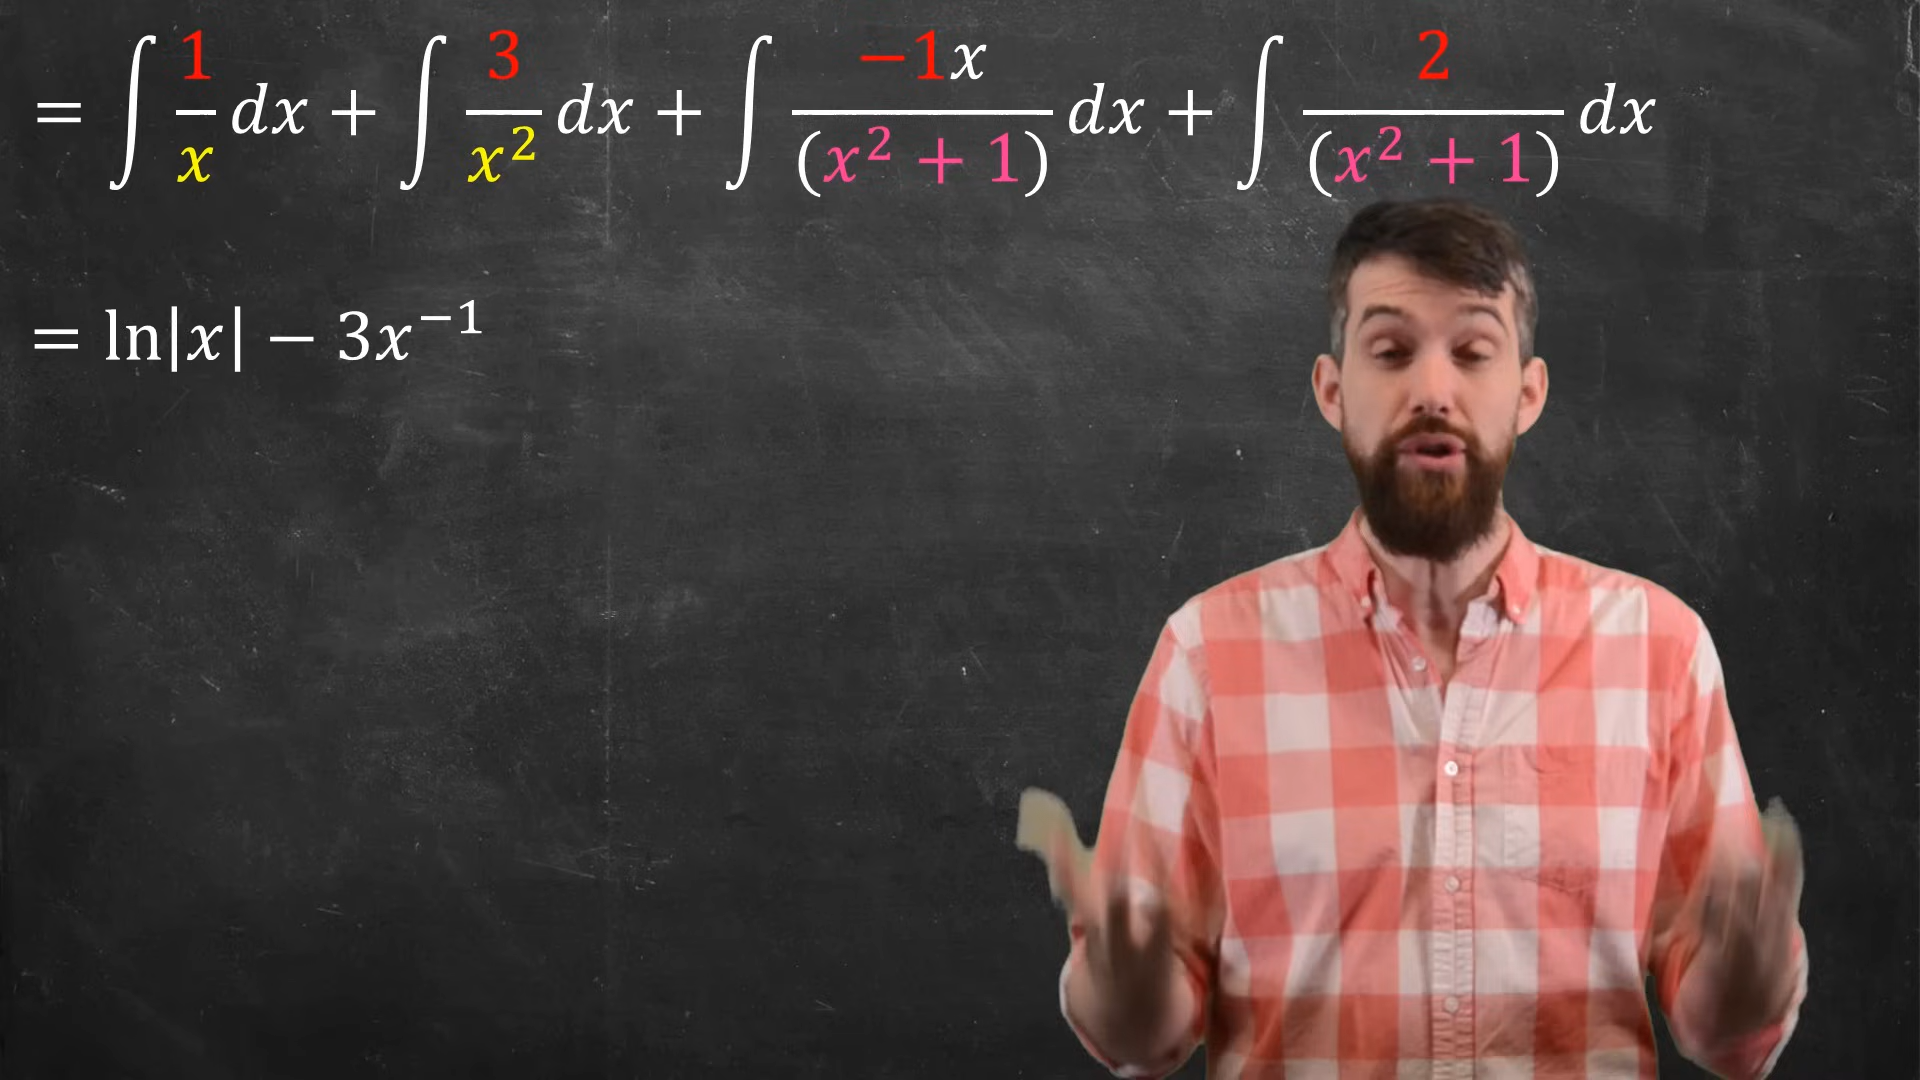 = ∫ 1/x dx + ∫ 3/x² dx + ∫ −1x/(x² + 1) dx + ∫ 2/(x² + 1) dx
= ln|x| − 3x⁻¹